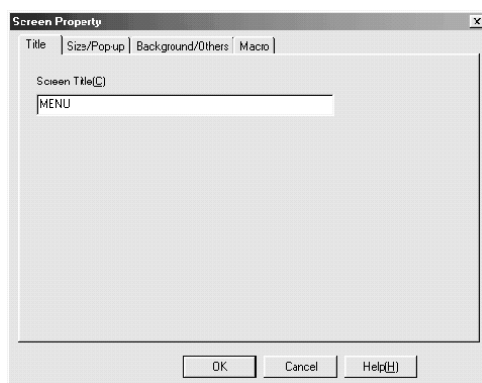 Screen Property
Title Size/Pop-up Background/Others Macro
Screen Title(C)
MENU
OK Cancel Help(H)